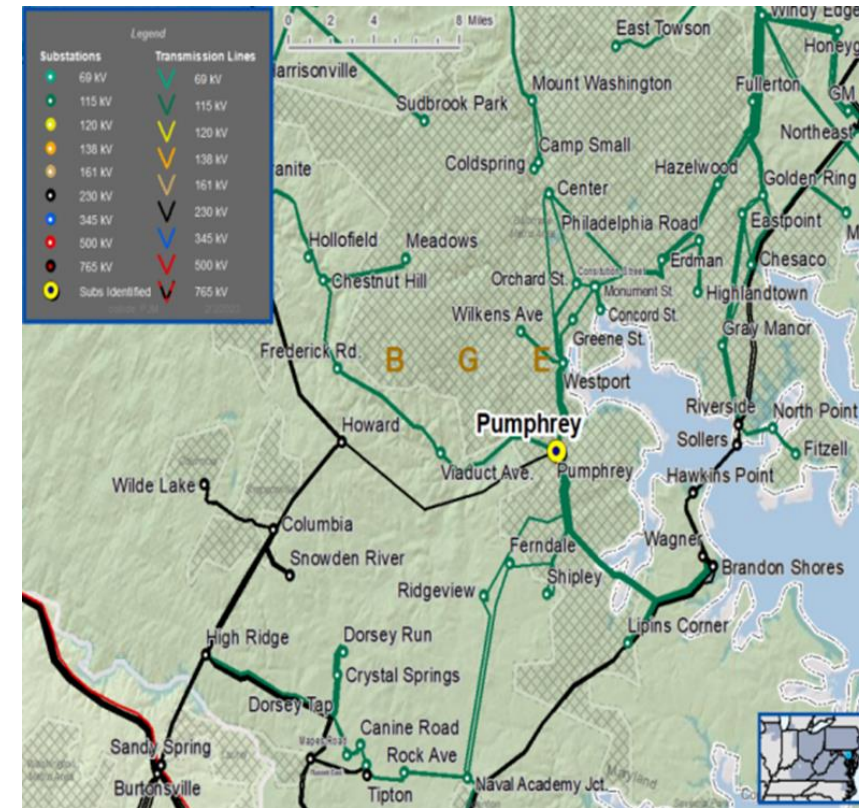 Legend
Substations Transmission Lines
69 kV 69 kV
115 kV 115 kV
120 kV 120 kV
138 kV 138 kV
161 kV 161 kV
230 kV 230 kV
345 kV 345 kV
500 kV 500 kV
765 kV 765 kV
Subs Identified
0 2 4 8 Miles
Windy Edge
East Towson
arrisonville
Mount Washington
Fullerton
GM
Sudbrook Park
Northeast
Camp Small
Coldspring
Hazelwood
anite
Center
Golden Ring
Philadelphia Road
Eastpoint
M
Hollofield
Meadows
Erdman
Chesaco
Chestnut Hill
Orchard St.
Monument St.
Highlandtown
Wilkens Ave
Concord St.
Greene St.
Gray Manor
Frederick Rd.
B G E
Westport
Riverside
North Point
Howard
Pumphrey
Sollers
Fitzell
Viaduct Ave.
Pumphrey
Hawkins Point
Wilde Lake
Columbia
Wagner
Ferndale
Snowden River
Brandon Shores
Ridgeview
Shipley
Lipins Corner
High Ridge
Dorsey Run
Crystal Springs
Dorsey Tap
Canine Road
Sandy Spring
Rock Ave
Burtonsville
Tipton
Naval Academy Jct.
Maryland